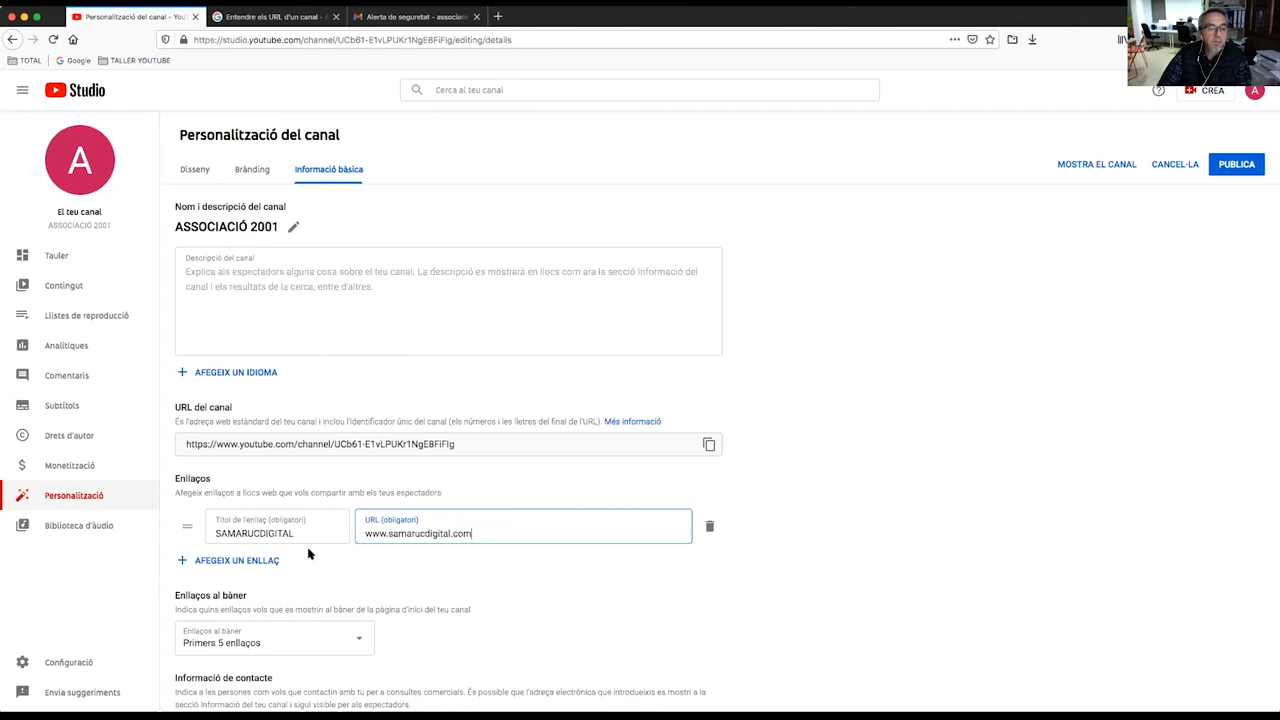 Personalització del canal - YouT
Entendre els URL d'un canal - A
Alerta de seguretat - associac
https://studio.youtube.com/channel/UCb61-E1vLPUKr1NgE8FiFIg/editing/details
TOTAL
Google
TALLER YOUTUBE
Studio
Cerca al teu canal
CREA
A
A
El teu canal
ASSOCIACIÓ 2001
Tauler
Contingut
Llistes de reproducció
Analítiques
Comentaris
Subtítols
Drets d'autor
Monetització
Personalització
Biblioteca d'àudio
Configuració
Envia suggeriments
Personalització del canal
Disseny
Brànding
Informació bàsica
MOSTRA EL CANAL
CANCEL·LA
PUBLICA
Nom i descripció del canal
ASSOCIACIÓ 2001
Descripció del canal
Explica als espectadors alguna cosa sobre el teu canal. La descripció es mostrarà en llocs com ara la secció Informació del
canal i els resultats de la cerca, entre d'altres.
AFEGEIX UN IDIOMA
URL del canal
És l'adreça web estàndard del teu canal i inclou l'identificador únic del canal (els números i les lletres del final de l'URL). Més informació
https://www.youtube.com/channel/UCb61-E1vLPUKr1NgE8FiFIg
Enllaços
Afegeix enllaços a llocs web que vols compartir amb els teus espectadors
Títol de l'enllaç (obligatori)
SAMARUCDIGITAL
URL (obligatori)
www.samarucdigital.com
AFEGEIX UN ENLLAÇ
Enllaços al bàner
Indica quins enllaços vols que es mostrin al bàner de la pàgina d'inici del teu canal
Enllaços al bàner
Primers 5 enllaços
Informació de contacte
Indica a les persones com vols que contactin amb tu per a consultes comercials. És possible que l'adreça electrònica que introdueixis es mostri a la
secció Informació del teu canal i sigui visible per als espectadors.